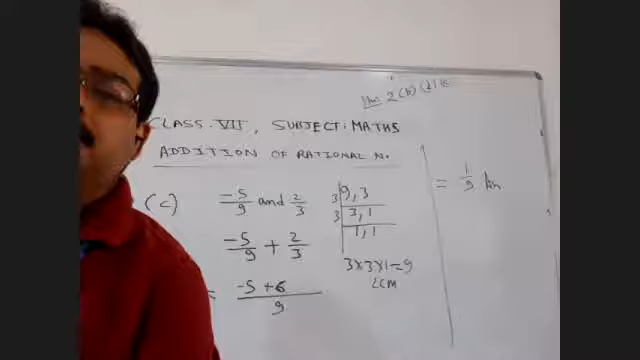 2 (b) (d)
CLASS. VII, SUBJECT: MATHS
ADDITION OF RATIONAL N.
(C) -5/9 and 2/3
-5/9 + 2/3
= -5+6/9
3 | 9, 3
3 | 3, 1
1, 1
3×3×1=9
LCM
= 1/9